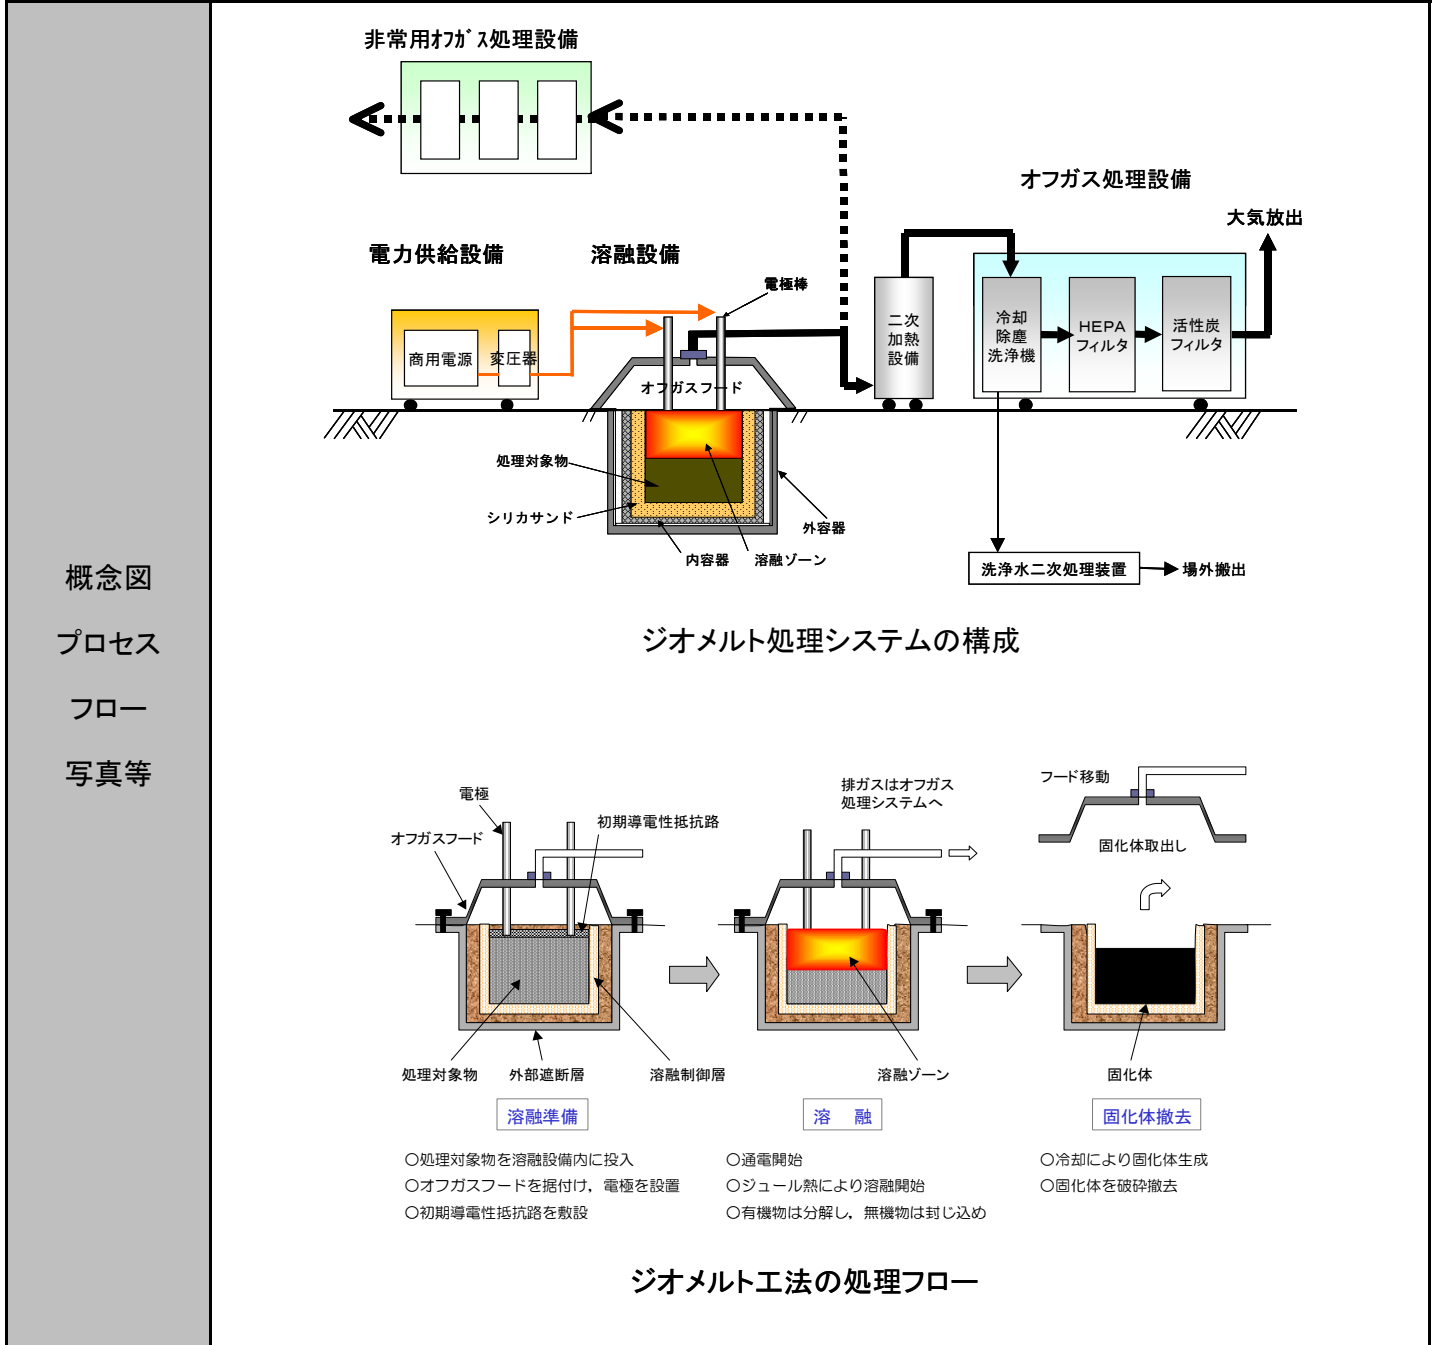 概念図
プロセス
フロー
写真等
非常用ｵﾌｶﾞｽ処理設備
オフガス処理設備
大気放出
電力供給設備
溶融設備
電極棒
商用電源
変圧器
オフガスフード
二次
加熱
設備
冷却
除塵
洗浄機
HEPA
フィルタ
活性炭
フィルタ
処理対象物
シリカサンド
内容器
溶融ゾーン
外容器
洗浄水二次処理装置
場外搬出
ジオメルト処理システムの構成
電極
オフガスフード
初期導電性抵抗路
処理対象物
外部遮断層
溶融制御層
溶融準備
〇処理対象物を溶融設備内に投入
〇オフガスフードを据付け，電極を設置
〇初期導電性抵抗路を敷設
排ガスはオフガス
処理システムへ
溶融ゾーン
溶　融
〇通電開始
〇ジュール熱により溶融開始
〇有機物は分解し，無機物は封じ込め
フード移動
固化体取出し
固化体
固化体撤去
〇冷却により固化体生成
〇固化体を破砕撤去
ジオメルト工法の処理フロー